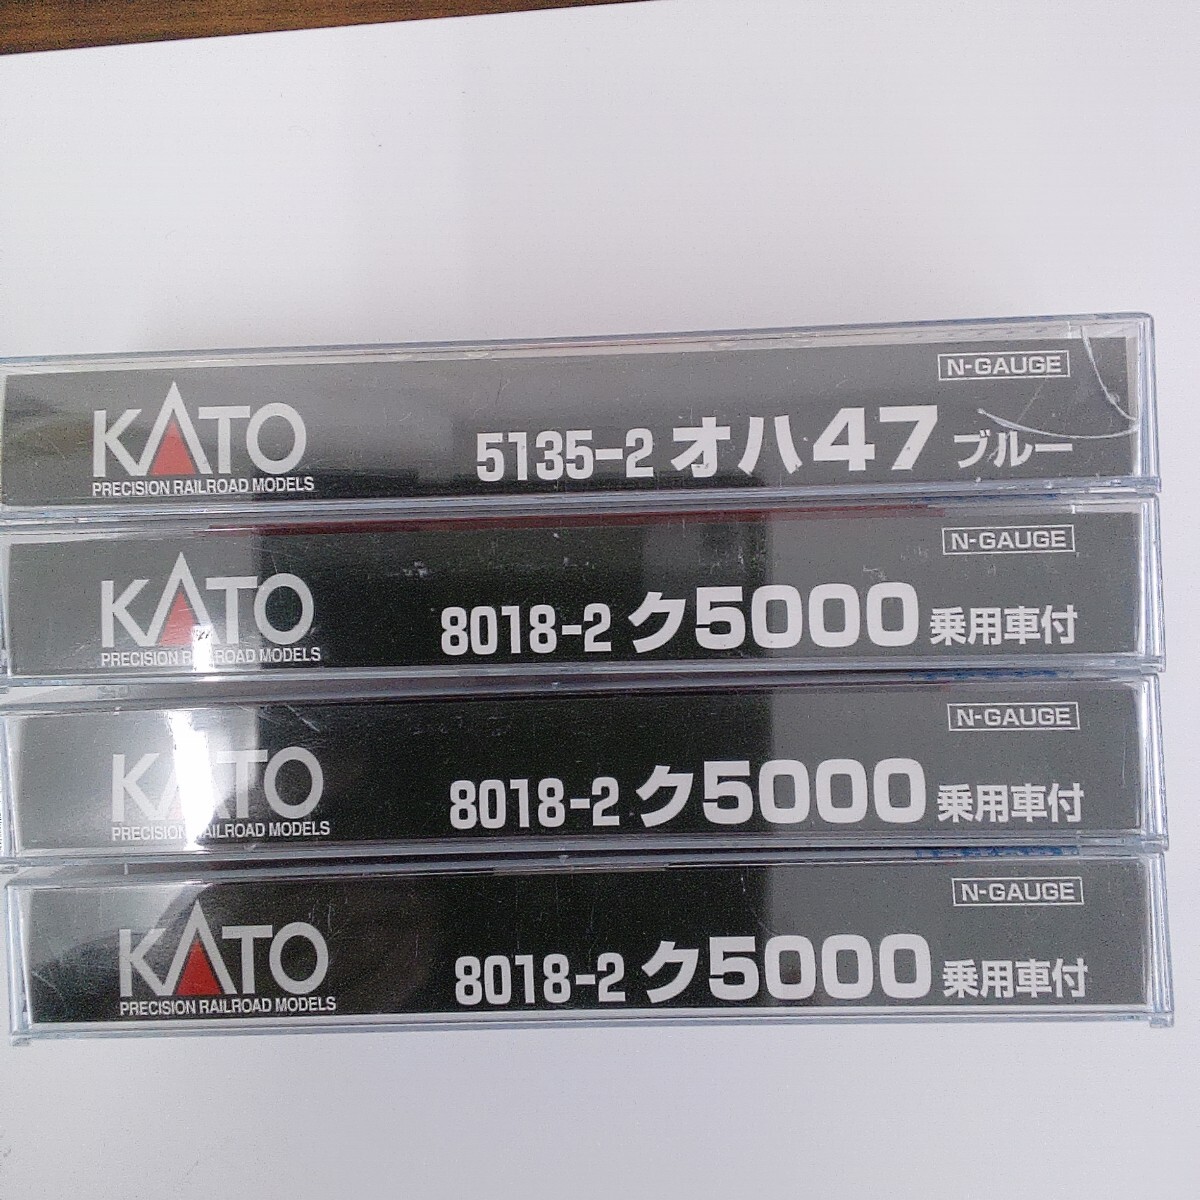 N-GAUGE
KATO 5135-2 オハ47 ブルー
PRECISION RAILROAD MODELS
N-GAUGE
KATO 8018-2 ク5000 乗用車付
PRECISION RAILROAD MODELS
N-GAUGE
KATO 8018-2 ク5000 乗用車付
PRECISION RAILROAD MODELS
N-GAUGE
KATO 8018-2 ク5000 乗用車付
PRECISION RAILROAD MODELS